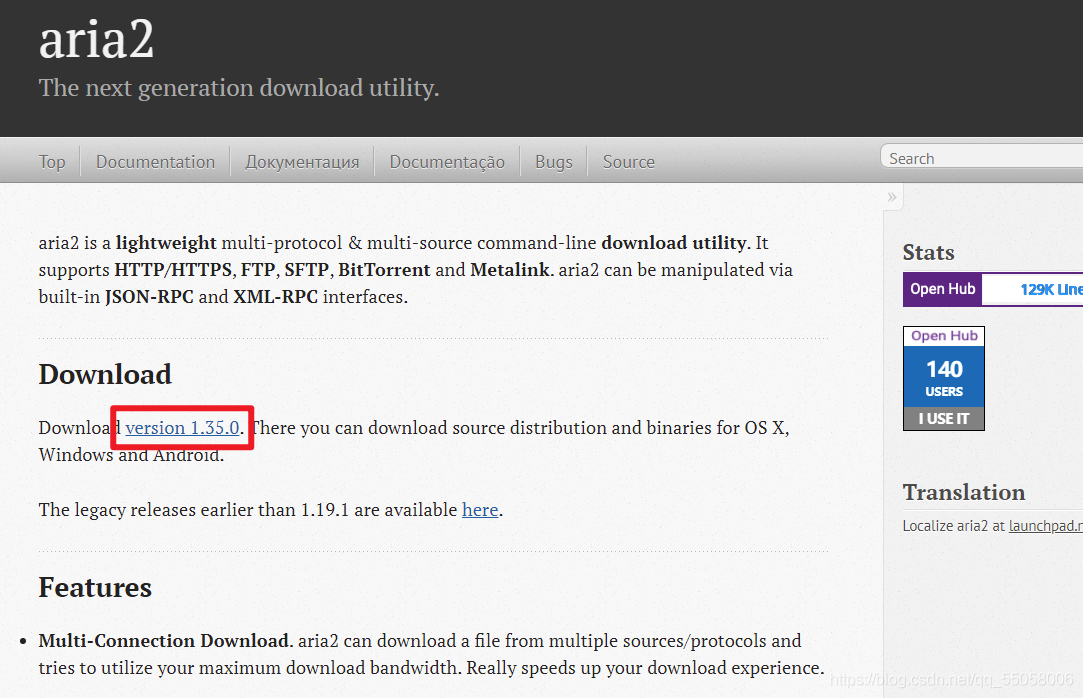 aria2
The next generation download utility.
Top
Documentation
Документация
Documentação
Bugs
Source
Search
»
aria2 is a lightweight multi-protocol & multi-source command-line download utility. It
supports HTTP/HTTPS, FTP, SFTP, BitTorrent and Metalink. aria2 can be manipulated via
built-in JSON-RPC and XML-RPC interfaces.
Download
Download version 1.35.0. There you can download source distribution and binaries for OS X,
Windows and Android.
The legacy releases earlier than 1.19.1 are available here.
Features
• Multi-Connection Download. aria2 can download a file from multiple sources/protocols and
tries to utilize your maximum download bandwidth. Really speeds up your download experience.
Stats
Open Hub
129K Line
Open Hub
140
USERS
I USE IT
Translation
Localize aria2 at launchpad.n
https://blog.csdn.net/qq_55058006